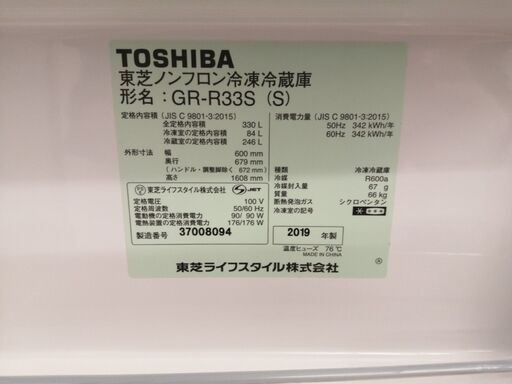 TOSHIBA
東芝ノンフロン冷凍冷蔵庫
形名：GR-R33S (S)
定格内容積 (JIS C 9801-3:2015)
全定格内容積 330 L
冷凍室の定格内容積 84 L
冷蔵室の定格内容積 246 L
外形寸法 幅 600 mm
奥行 679 mm
(ハンドル・調整脚除く 672 mm)
高さ 1608 mm
東芝ライフスタイル株式会社 JET
定格電圧 100 V
定格周波数 50/60 Hz
電動機の定格消費電力 90/ 90 W
電熱装置の定格消費電力 176/176 W
製造番号 37008094
消費電力量 (JIS C 9801-3:2015)
50Hz 342 kWh/年
60Hz 342 kWh/年
種類 冷凍冷蔵庫
冷媒 R600a
冷媒封入量 67 g
質量 66 kg
断熱発泡ガス シクロペンタン
冷凍室の記号
2019 年製
温度ヒューズ 76℃
MADE IN CHINA
東芝ライフスタイル株式会社
Ⓐ